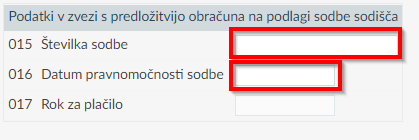 Podatki v zvezi s predložitvijo obračuna na podlagi sodbe sodišča
015 Številka sodbe
016 Datum pravnomočnosti sodbe
017 Rok za plačilo